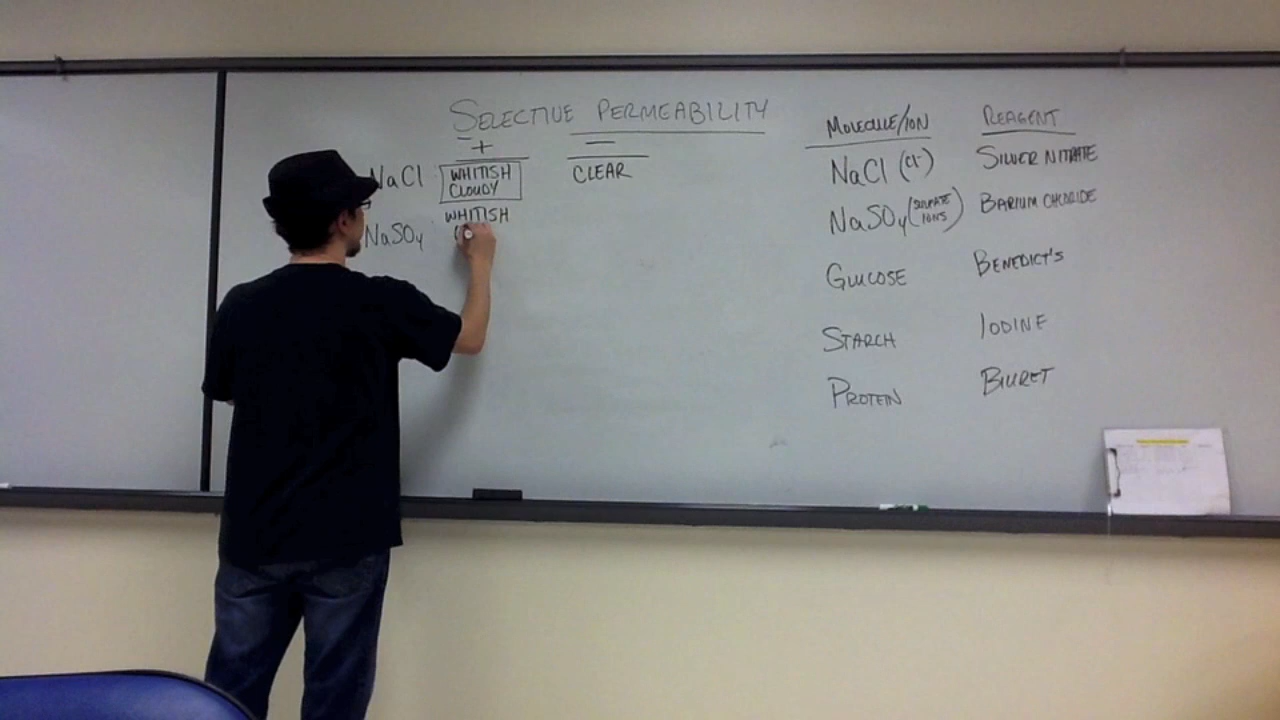 SELECTIVE PERMEABILITY
+ −
NaCl WHITISH CLOUDY CLEAR
NaSO4 WHITISH
MOLECULE/ION REAGENT
NaCl (Cl-) SILVER NITRATE
NaSO4 (SULFATE IONS) BARIUM CHLORIDE
GLUCOSE BENEDICT'S
STARCH IODINE
PROTEIN BIURET